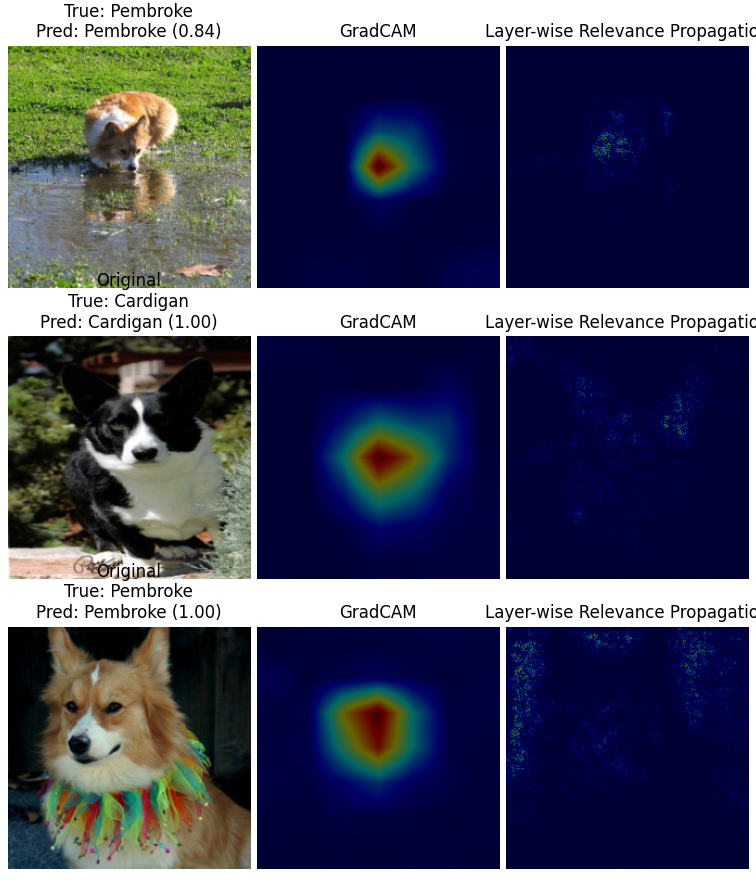 True: Pembroke
Pred: Pembroke (0.84)
GradCAM
Layer-wise Relevance Propagatio
Original
True: Cardigan
Pred: Cardigan (1.00)
GradCAM
Layer-wise Relevance Propagatio
Original
True: Pembroke
Pred: Pembroke (1.00)
GradCAM
Layer-wise Relevance Propagatio